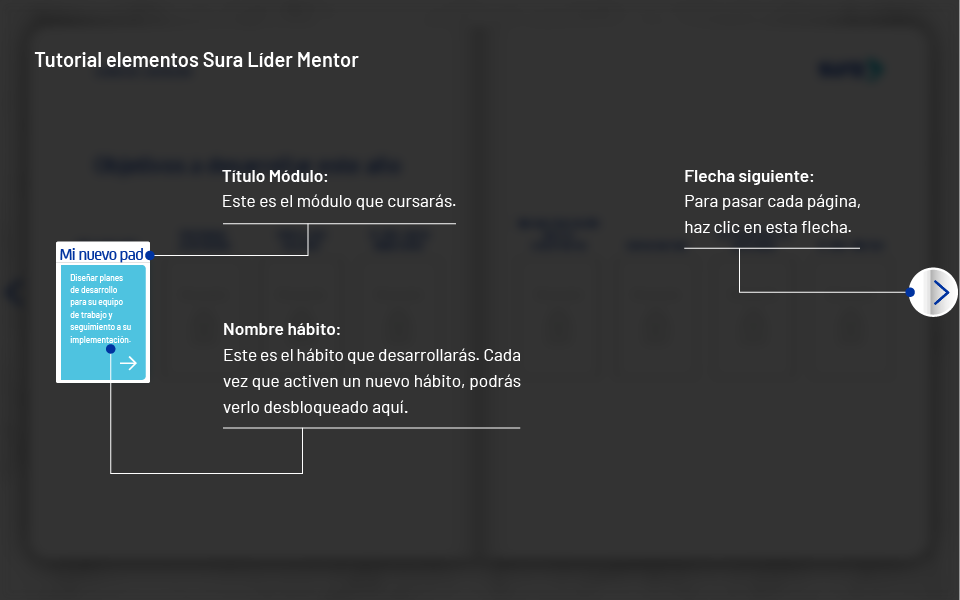 Tutorial elementos Sura Líder Mentor
Título Módulo:
Este es el módulo que cursarás.
Flecha siguiente:
Para pasar cada página,
haz clic en esta flecha.
Mi nuevo pad
Diseñar planes
de desarrollo
para su equipo
de trabajo y
seguimiento a su
implementación.
Nombre hábito:
Este es el hábito que desarrollarás. Cada
vez que activen un nuevo hábito, podrás
verlo desbloqueado aquí.